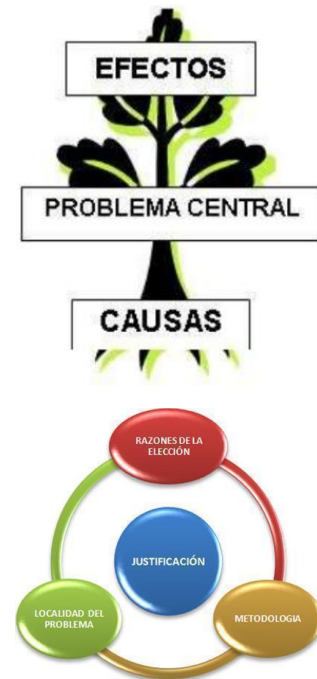 EFECTOS
PROBLEMA CENTRAL
CAUSAS
RAZONES DE LA
ELECCIÓN
JUSTIFICACIÓN
LOCALIDAD DEL
PROBLEMA
METODOLOGIA